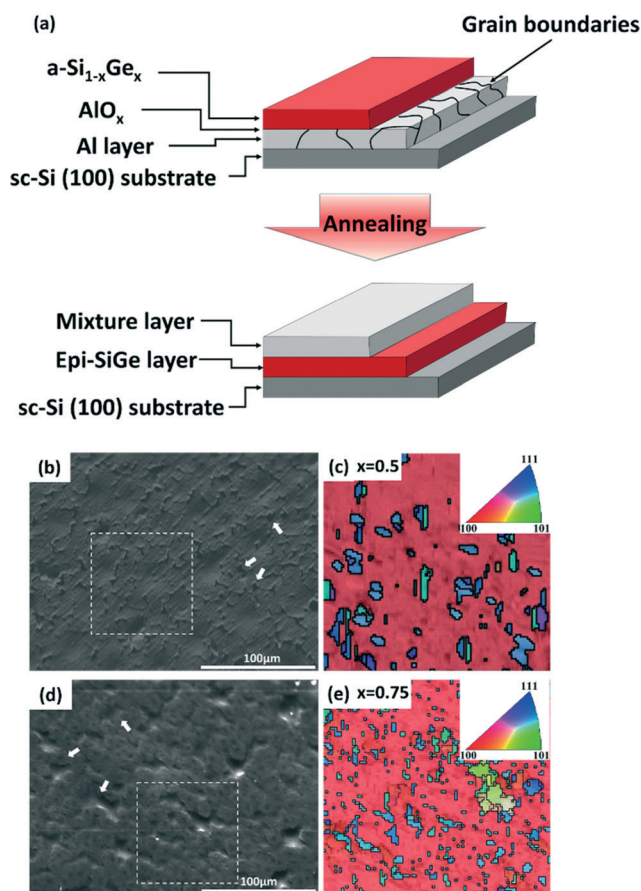 (a)
Grain boundaries
a-Si1-xGex
AlOx
Al layer
sc-Si (100) substrate
Annealing
Mixture layer
Epi-SiGe layer
sc-Si (100) substrate
(b)
100μm
(c) x=0.5
111
100
101
(d)
100μm
(e) x=0.75
111
100
101